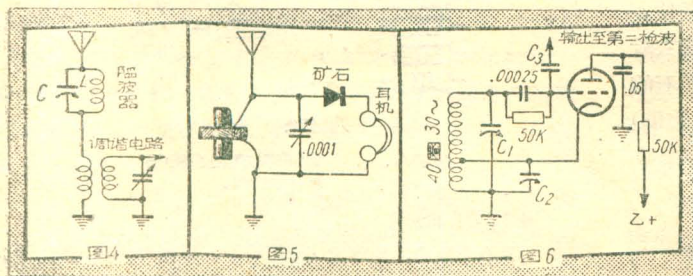 C
L
陷波器
调谐电路
图4
矿石
耳机
.0001
图5
输出至第二检波
C3
.00025
.05
50K
50K
40圈 30～
C1
C2
乙+
图6